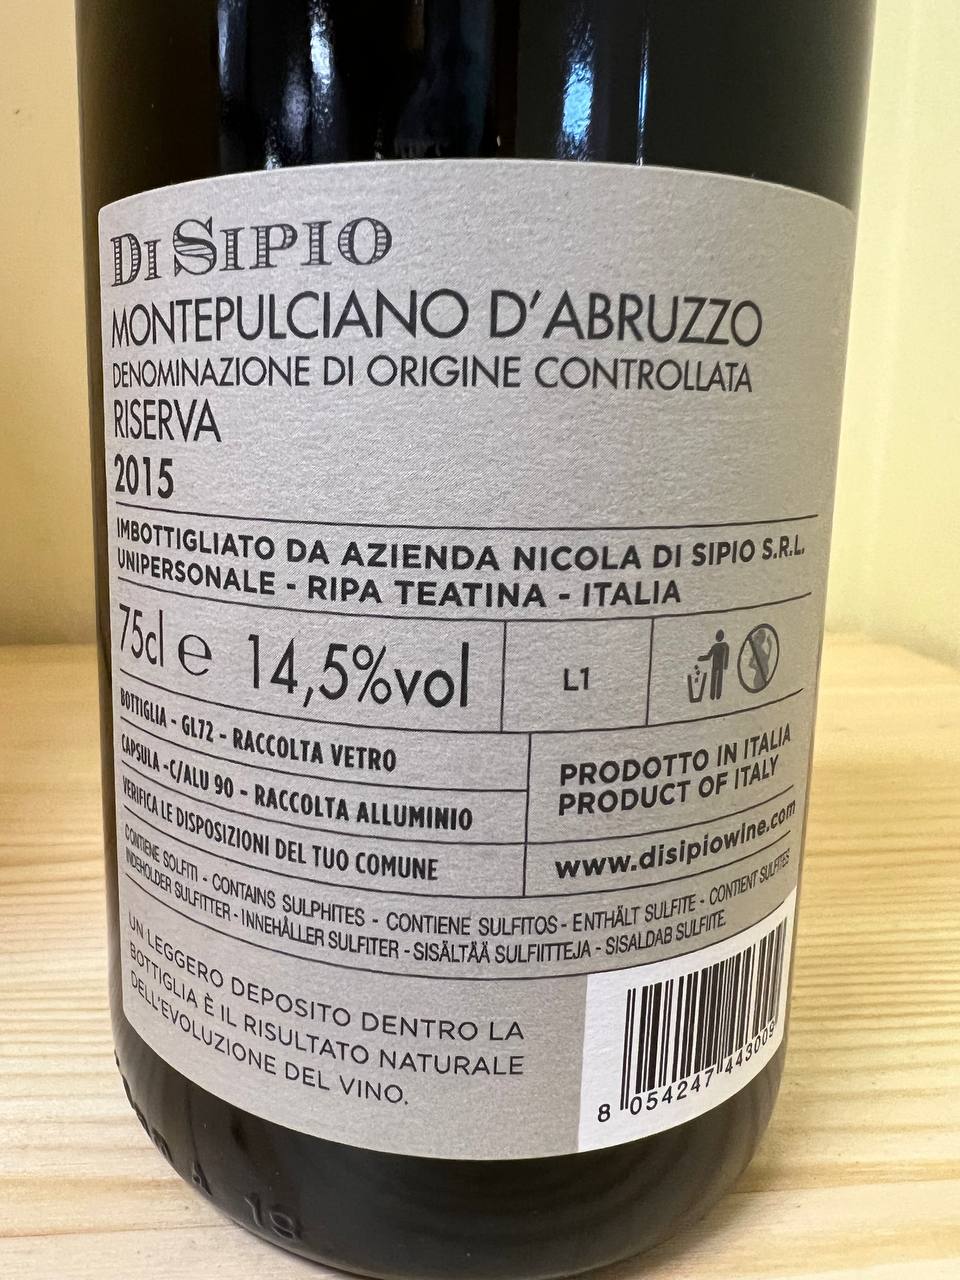 DI SIPIO
MONTEPULCIANO D'ABRUZZO
DENOMINAZIONE DI ORIGINE CONTROLLATA
RISERVA
2015
IMBOTTIGLIATO DA AZIENDA NICOLA DI SIPIO S.R.L.
UNIPERSONALE - RIPA TEATINA - ITALIA
75cl e 14,5%vol
L1
BOTTIGLIA - GL72 - RACCOLTA VETRO
CAPSULA -C/ALU 90 - RACCOLTA ALLUMINIO
VERIFICA LE DISPOSIZIONI DEL TUO COMUNE
PRODOTTO IN ITALIA
PRODUCT OF ITALY
www.disipiowine.com
CONTIENE SOLFITI - CONTAINS SULPHITES - CONTIENE SULFITOS - ENTHÄLT SULFITE - CONTIENT SULFITES
INDEHOLDER SULFITTER - INNEHÅLLER SULFITER - SISÄLTÄÄ SULFIITTEJA - SISALDAB SULFIITE.
UN LEGGERO DEPOSITO DENTRO LA
BOTTIGLIA È IL RISULTATO NATURALE
DELL'EVOLUZIONE DEL VINO.
8 054247 443009
19